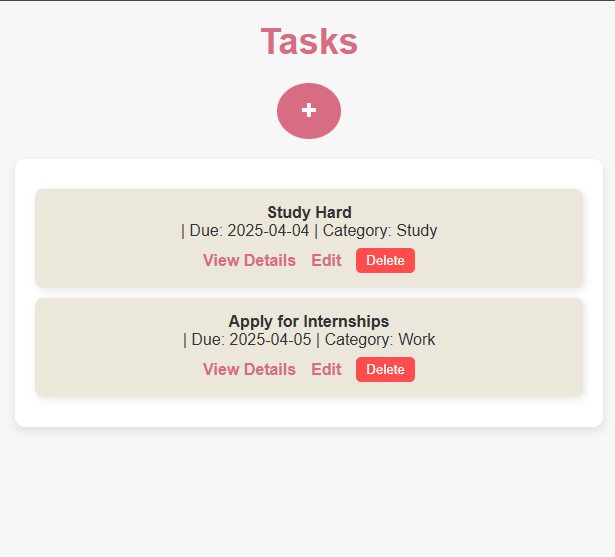 Tasks
+
Study Hard
| Due: 2025-04-04 | Category: Study
View Details Edit Delete
Apply for Internships
| Due: 2025-04-05 | Category: Work
View Details Edit Delete